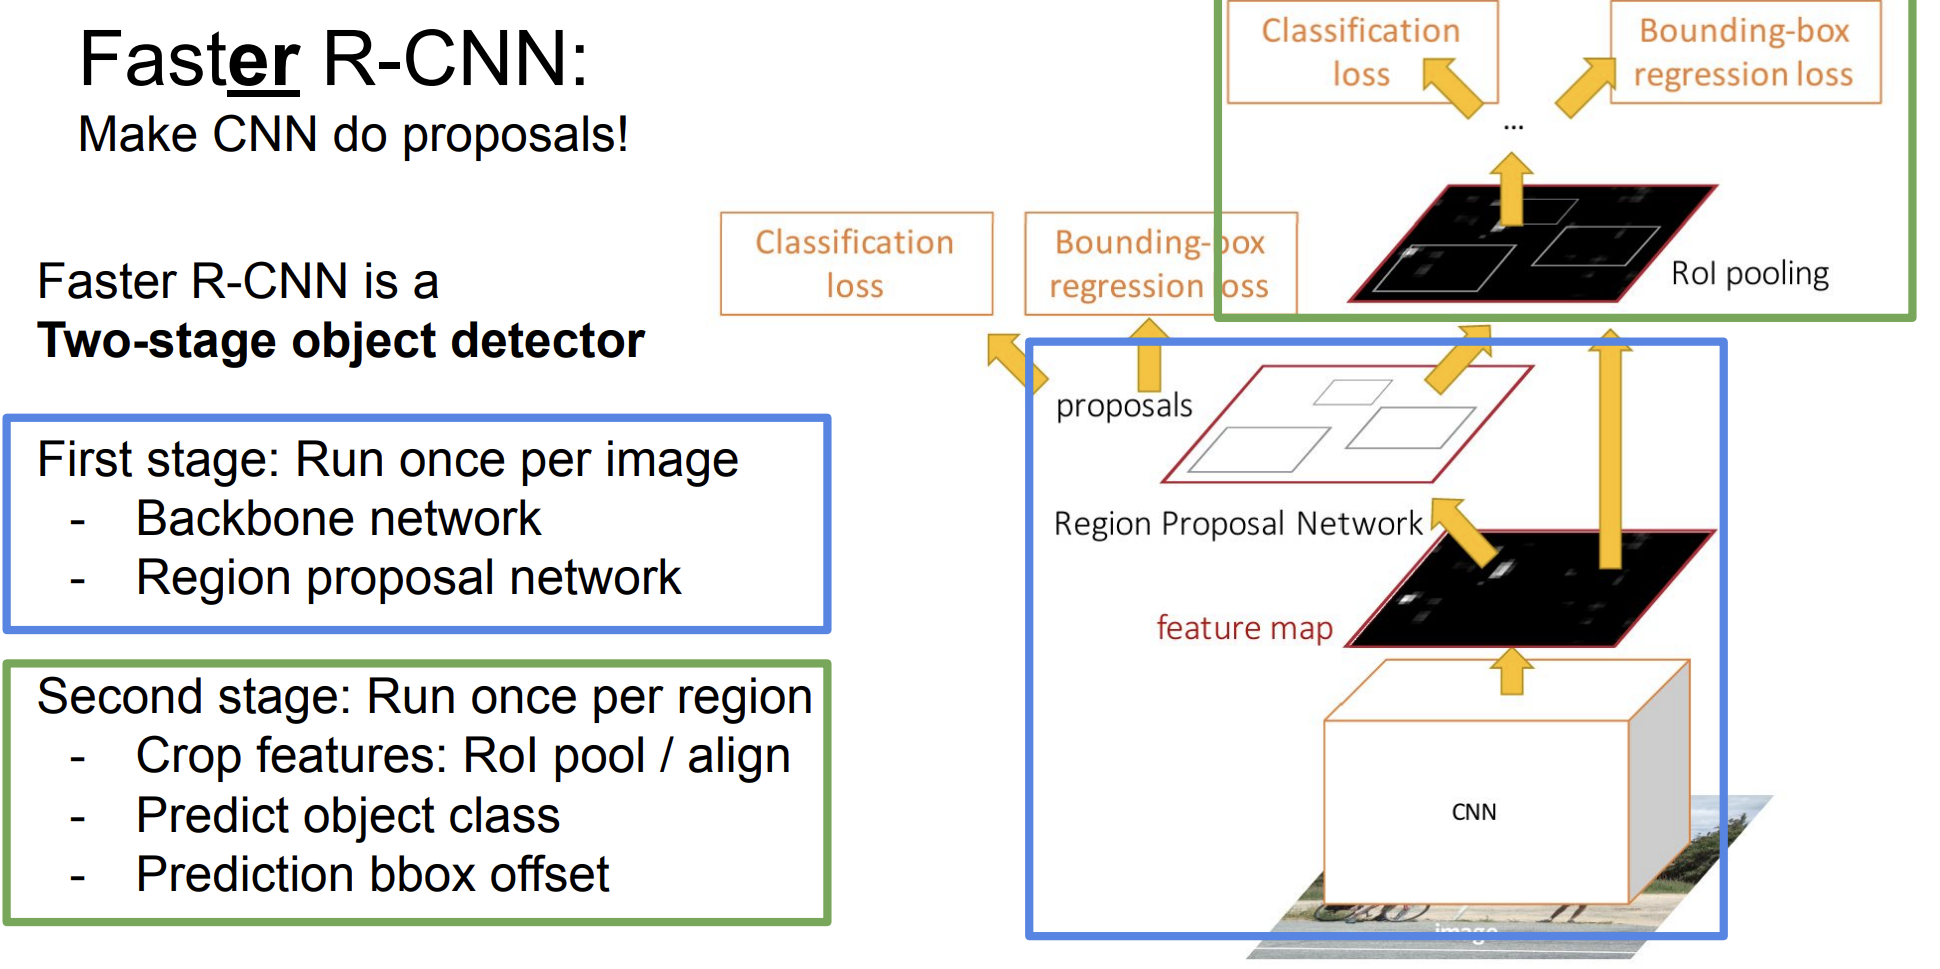 Faster R-CNN:
Make CNN do proposals!
Faster R-CNN is a
Two-stage object detector
First stage: Run once per image
- Backbone network
- Region proposal network
Second stage: Run once per region
- Crop features: RoI pool / align
- Predict object class
- Prediction bbox offset
Classification
loss
Bounding-box
regression loss
...
RoI pooling
Classification
loss
Bounding-box
regression loss
proposals
Region Proposal Network
feature map
CNN
image